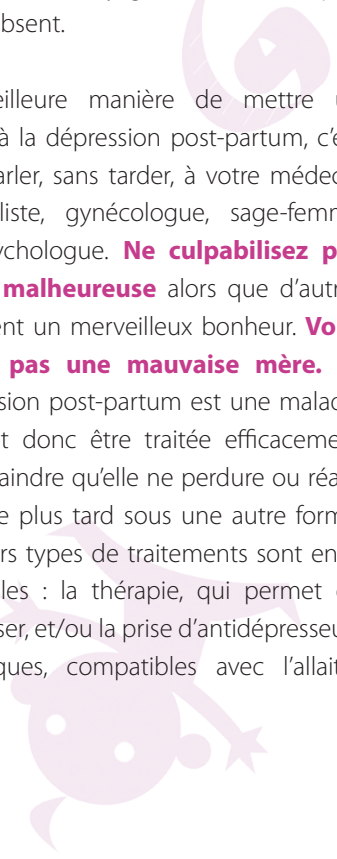 bsent.
eilleure manière de mettre u
à la dépression post-partum, c'e
arler, sans tarder, à votre médec
liste, gynécologue, sage-femm
ychologue. Ne culpabilisez p
malheureuse alors que d'autr
ent un merveilleux bonheur. Vo
pas une mauvaise mère.
sion post-partum est une malad
t donc être traitée efficaceme
aindre qu'elle ne perdure ou réa
e plus tard sous une autre form
rs types de traitements sont en
les : la thérapie, qui permet
ser, et/ou la prise d'antidépresseu
ques, compatibles avec l'allait